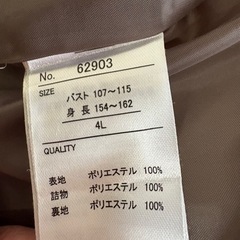 No. 62903
SIZE
バスト 107～115
身長 154～162
4L
QUALITY
表地 ポリエステル 100%
詰物 ポリエステル 100%
裏地 ポリエステル 100%